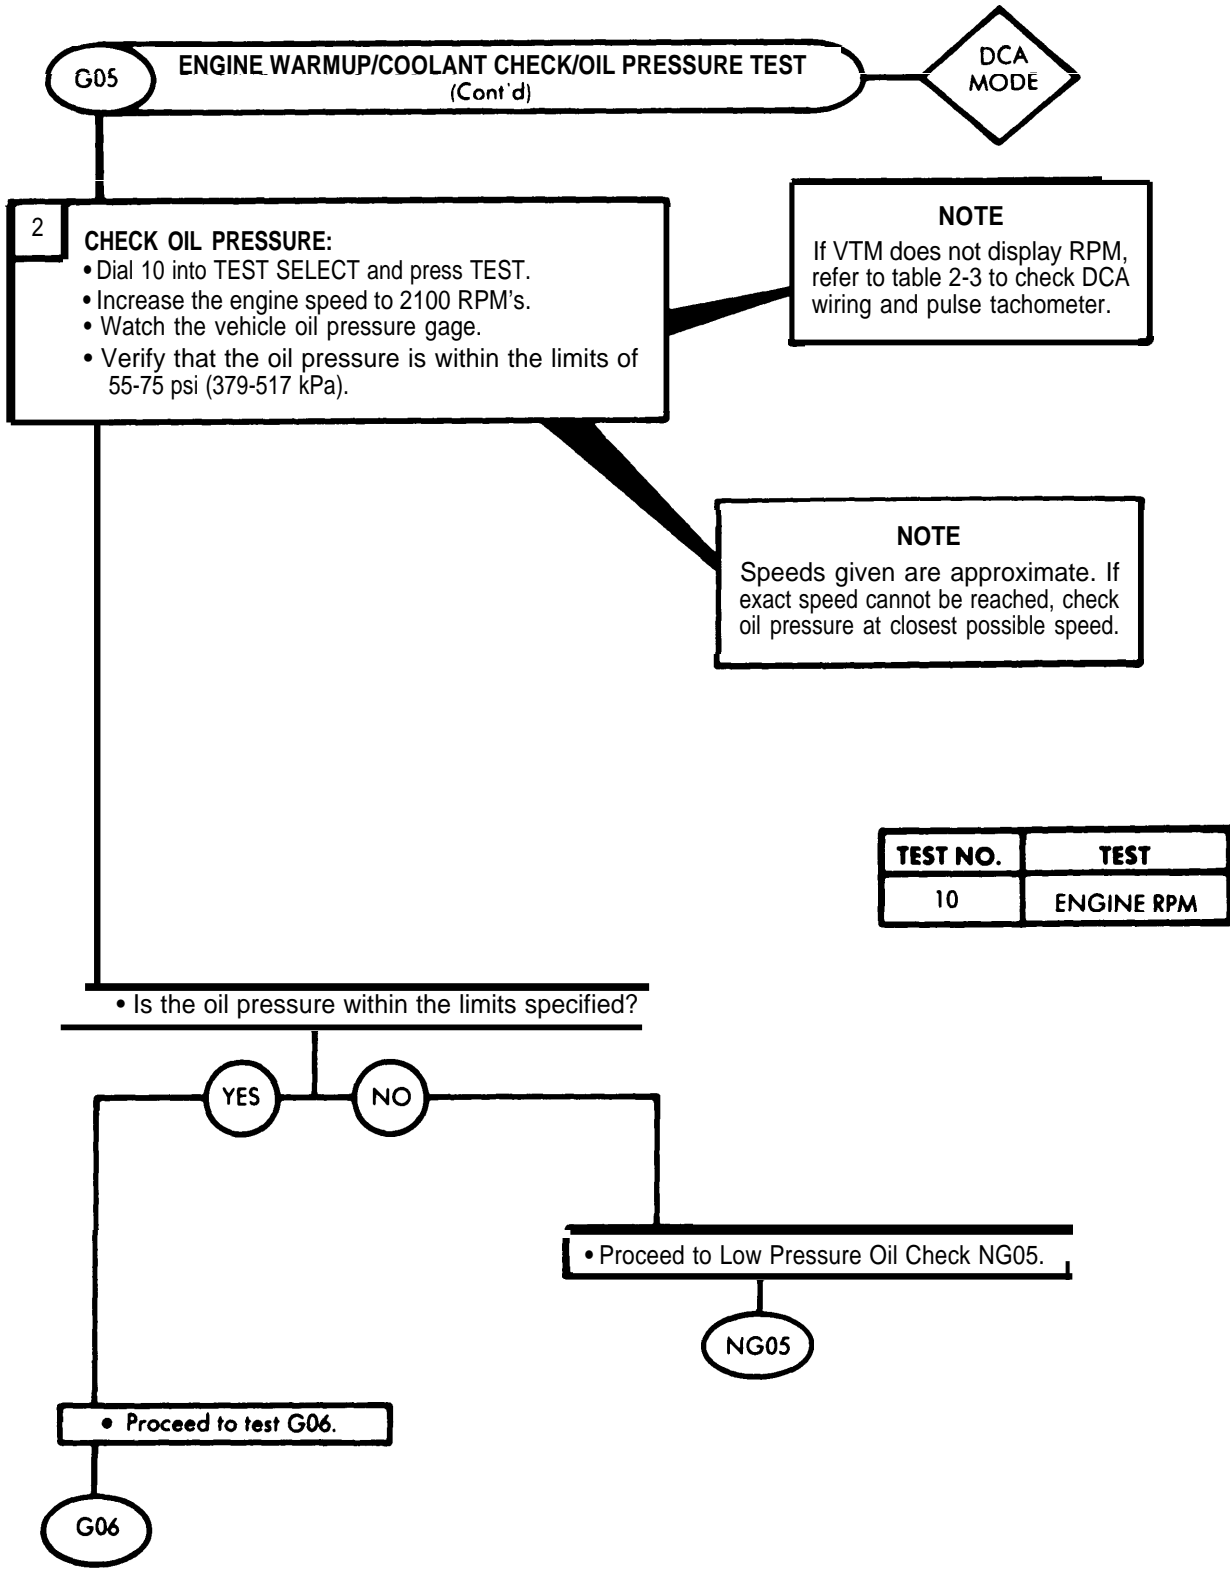 G05
ENGINE WARMUP/COOLANT CHECK/OIL PRESSURE TEST
(Cont'd)
DCA
MODE
2
CHECK OIL PRESSURE:
• Dial 10 into TEST SELECT and press TEST.
• Increase the engine speed to 2100 RPM's.
• Watch the vehicle oil pressure gage.
• Verify that the oil pressure is within the limits of
55-75 psi (379-517 kPa).
NOTE
If VTM does not display RPM,
refer to table 2-3 to check DCA
wiring and pulse tachometer.
NOTE
Speeds given are approximate. If
exact speed cannot be reached, check
oil pressure at closest possible speed.
TEST NO. TEST
10 ENGINE RPM
• Is the oil pressure within the limits specified?
YES NO
• Proceed to Low Pressure Oil Check NG05.
NG05
• Proceed to test G06.
G06